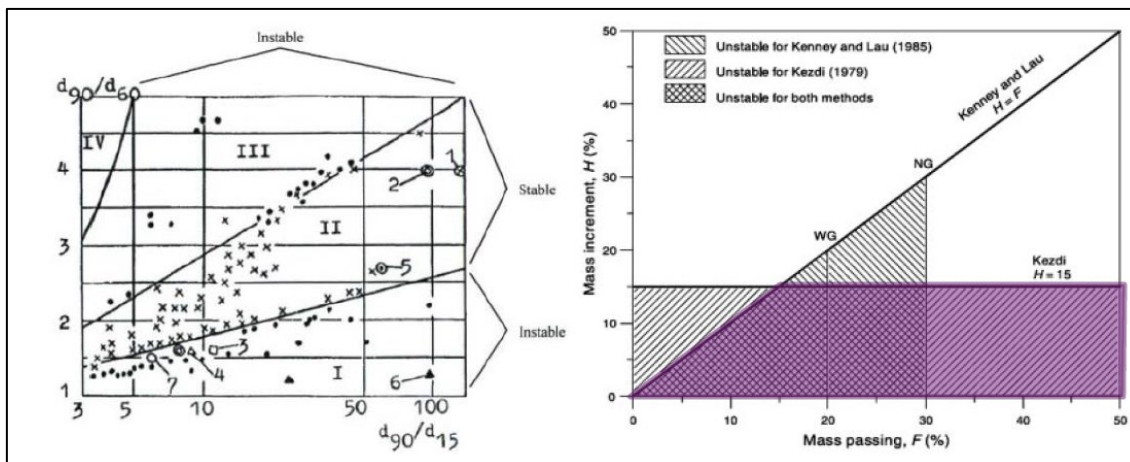 Instable
d90/d60
IV
III
II
I
1
2
3
4
5
6
7
4
3
2
1
3
5
10
50
100
d90/d15
Stable
Instable
Unstable for Kenney and Lau (1985)
Unstable for Kezdi (1979)
Unstable for both methods
Kenney and Lau
H = F
NG
WG
Kezdi
H = 15
Mass increment, H (%)
50
40
30
20
10
0
0
10
20
30
40
50
Mass passing, F (%)